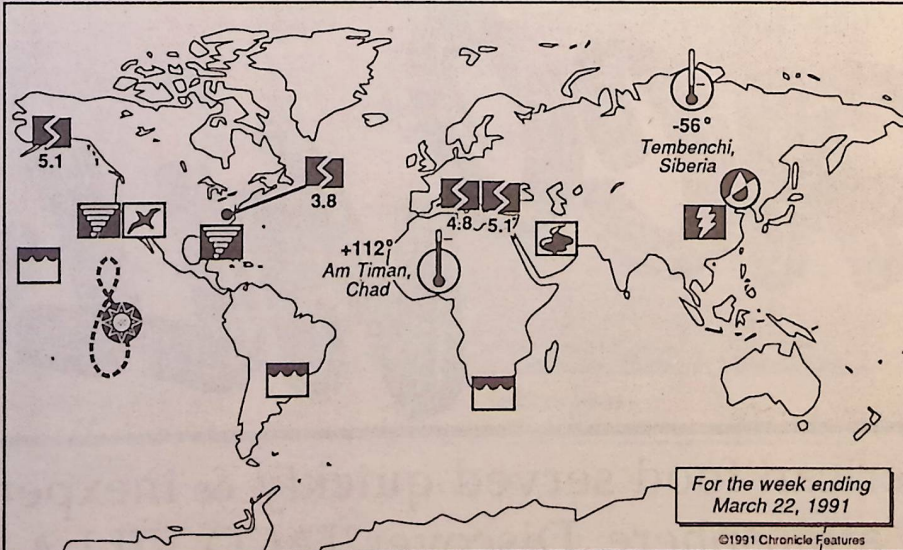 -56°
Tembenchi,
Siberia
5.1
3.8
4.8
5.1
+112°
Am Timan,
Chad
For the week ending
March 22, 1991
©1991 Chronicle Features